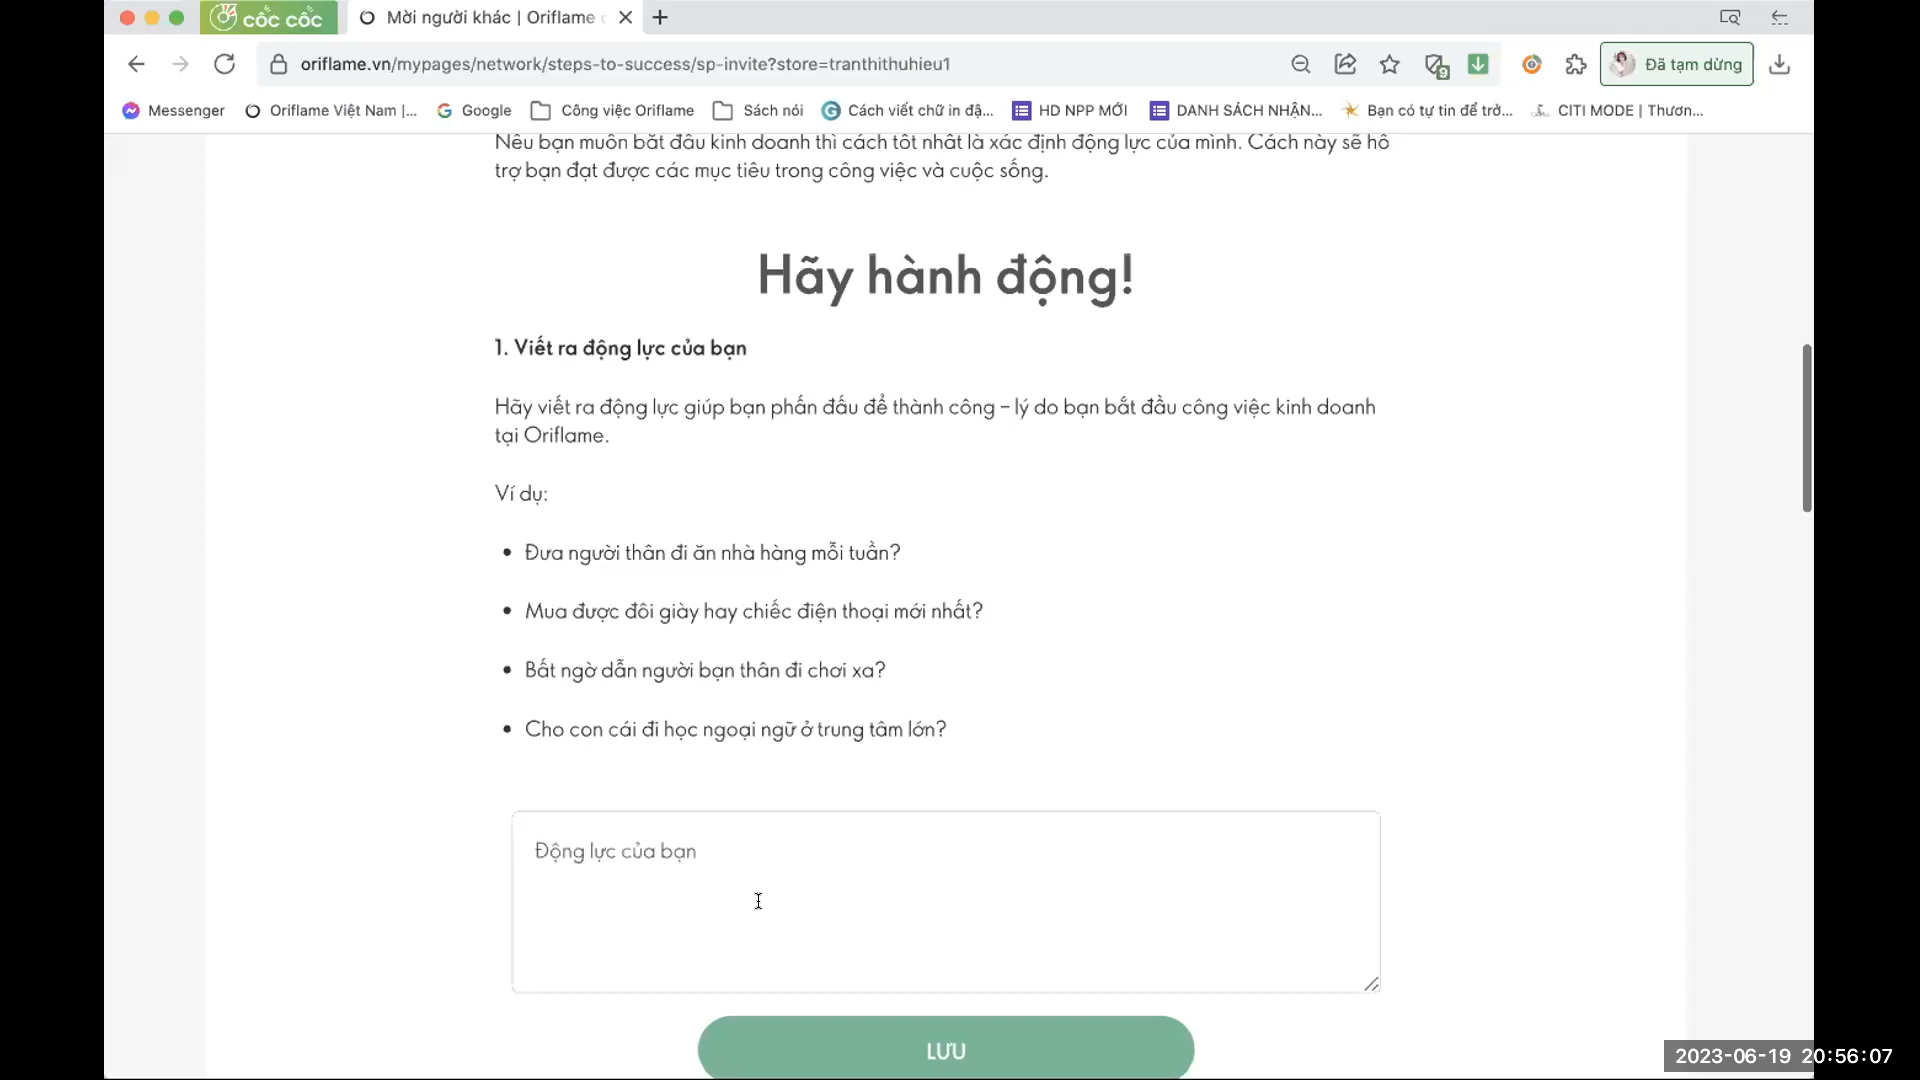 cốc cốc
Mời người khác | Oriflame
oriflame.vn/mypages/network/steps-to-success/sp-invite?store=tranthithuhieu1
9
Đã tạm dừng
Messenger
Oriflame Việt Nam |...
Google
Công việc Oriflame
Sách nói
Cách viết chữ in đậ...
HD NPP MỚI
DANH SÁCH NHẬN...
Bạn có tự tin để trở...
CITI MODE | Thươn...
Nếu bạn muốn bắt đầu kinh doanh thì cách tốt nhất là xác định động lực của mình. Cách này sẽ hỗ
trợ bạn đạt được các mục tiêu trong công việc và cuộc sống.
Hãy hành động!
1. Viết ra động lực của bạn
Hãy viết ra động lực giúp bạn phấn đấu để thành công – lý do bạn bắt đầu công việc kinh doanh
tại Oriflame.
Ví dụ:
• Đưa người thân đi ăn nhà hàng mỗi tuần?
• Mua được đôi giày hay chiếc điện thoại mới nhất?
• Bất ngờ dẫn người bạn thân đi chơi xa?
• Cho con cái đi học ngoại ngữ ở trung tâm lớn?
Động lực của bạn
LƯU
2023-06-19 20:56:07